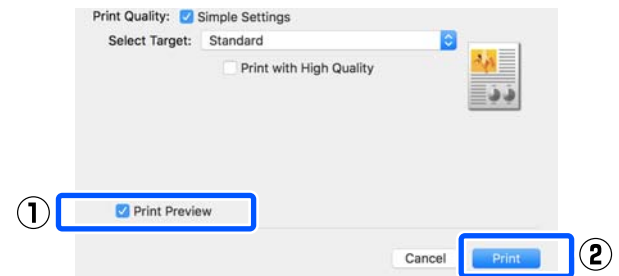 Print Quality: Simple Settings
Select Target: Standard
Print with High Quality
① Print Preview
Cancel Print ②